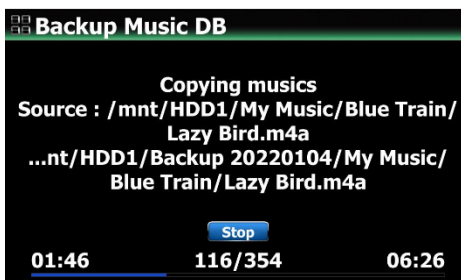 Backup Music DB
Copying musics
Source : /mnt/HDD1/My Music/Blue Train/
Lazy Bird.m4a
...nt/HDD1/Backup 20220104/My Music/
Blue Train/Lazy Bird.m4a
Stop
01:46 116/354 06:26